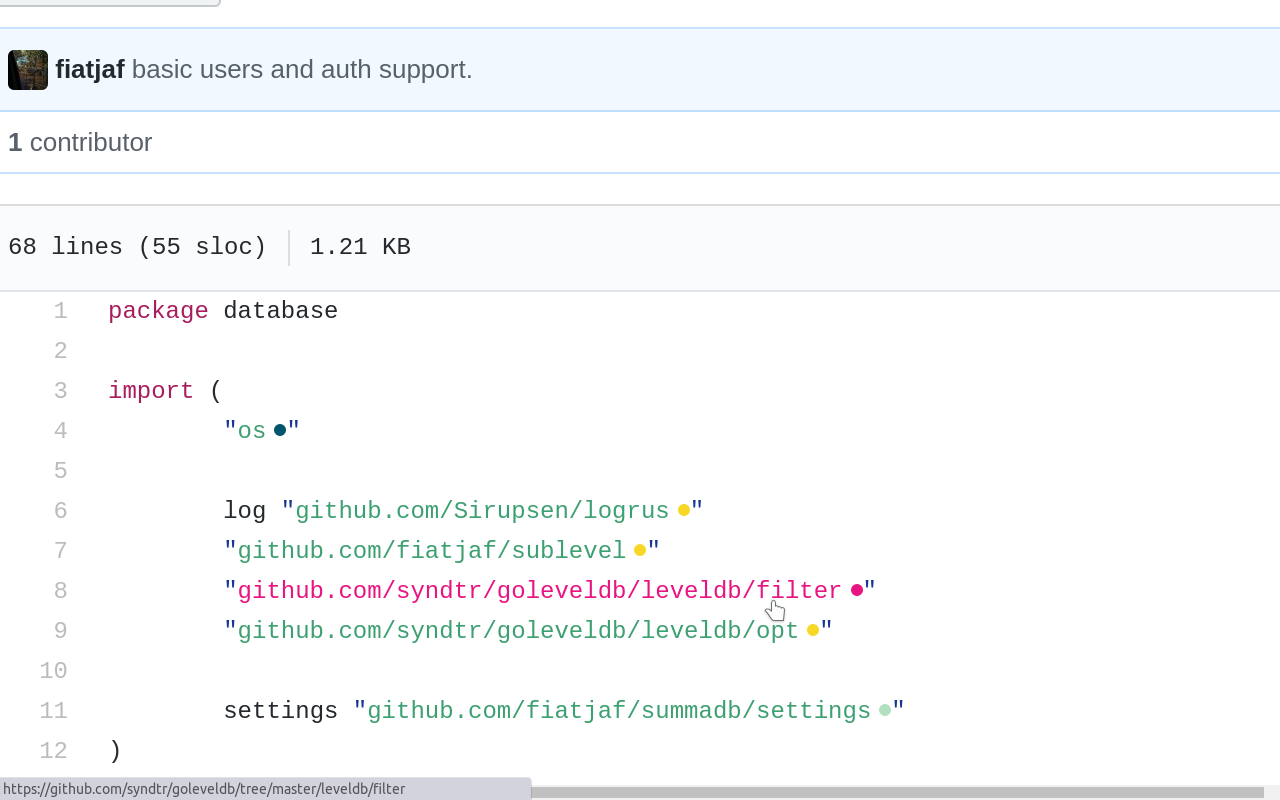 fiatjaf basic users and auth support.
1 contributor
68 lines (55 sloc) 1.21 KB
1 package database
2
3 import (
4 "os"
5
6 log "github.com/Sirupsen/logrus"
7 "github.com/fiatjaf/sublevel"
8 "github.com/syndtr/goleveldb/leveldb/filter"
9 "github.com/syndtr/goleveldb/leveldb/opt"
10
11 settings "github.com/fiatjaf/summadb/settings"
12 )
https://github.com/syndtr/goleveldb/tree/master/leveldb/filter